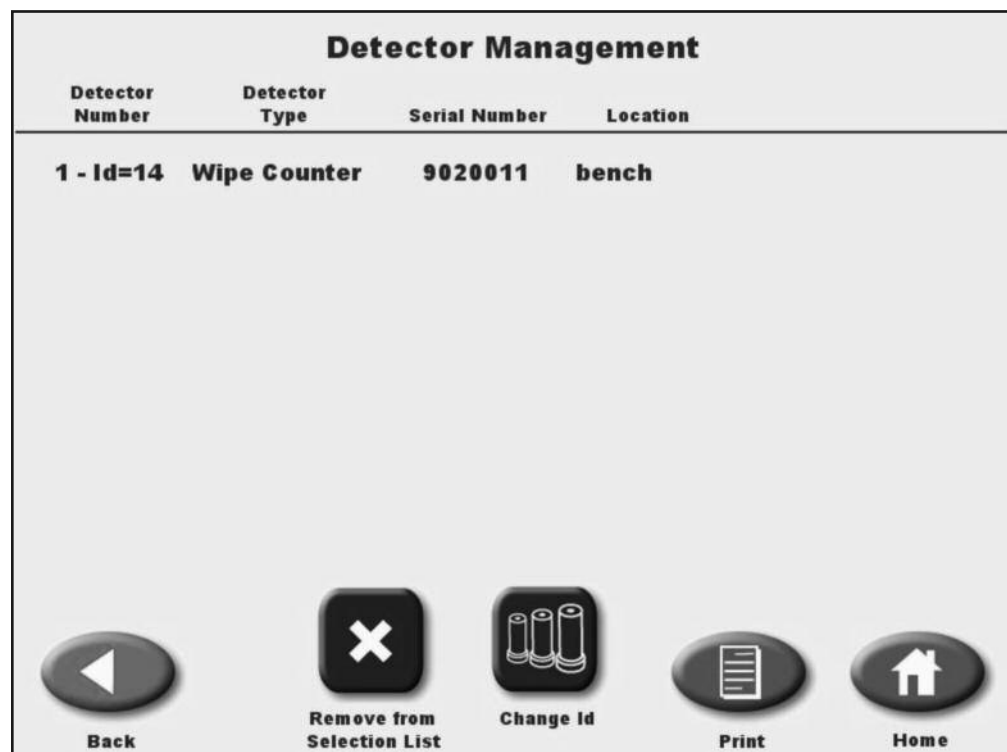 Detector Management
Detector Number Detector Type Serial Number Location
1 - Id=14 Wipe Counter 9020011 bench
Back
Remove from
Selection List
Change Id
Print
Home